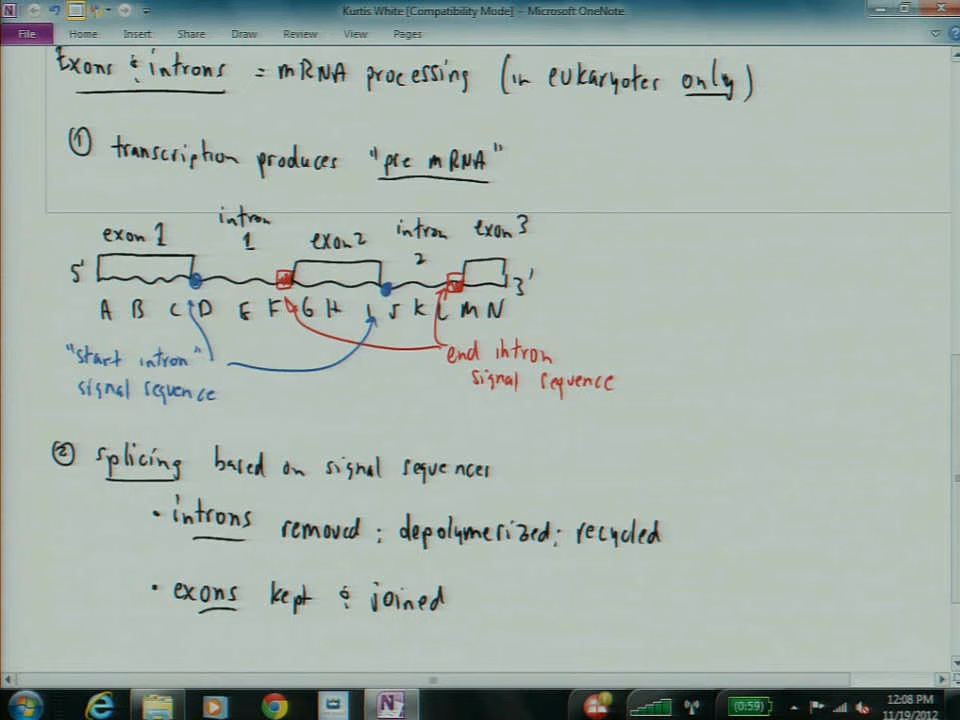 Kurtis White [Compatibility Mode] - Microsoft OneNote
File Home Insert Share Draw Review View Pages
Exons & introns = mRNA processing (in eukaryotes only)
① transcription produces "pre mRNA"
exon 1 intron 1 exon 2 intron 2 exon 3
5' 3'
A B C D E F G H I J K L M N
"start intron" signal sequence
end intron signal sequence
② splicing based on signal sequences
• introns removed; depolymerized; recycled
• exons kept & joined
(0:59)
12:08 PM
11/19/2012